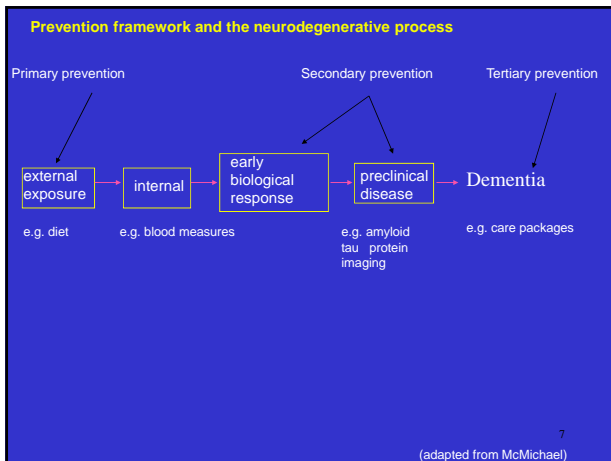 Prevention framework and the neurodegenerative process
Primary prevention
Secondary prevention
Tertiary prevention
external
exposure
internal
early
biological
response
preclinical
disease
Dementia
e.g. diet
e.g. blood measures
e.g. amyloid
tau protein
imaging
e.g. care packages
7
(adapted from McMichael)